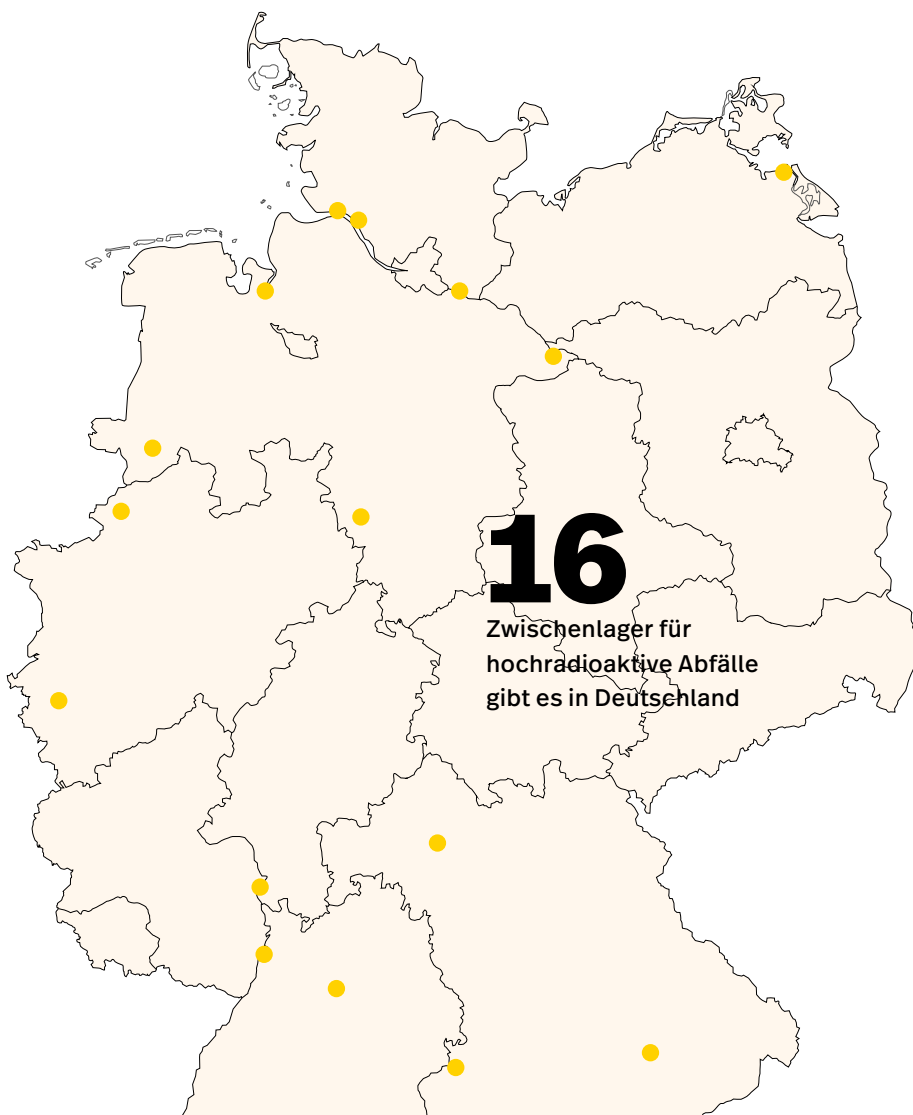 16
Zwischenlager für
hochradioaktive Abfälle
gibt es in Deutschland